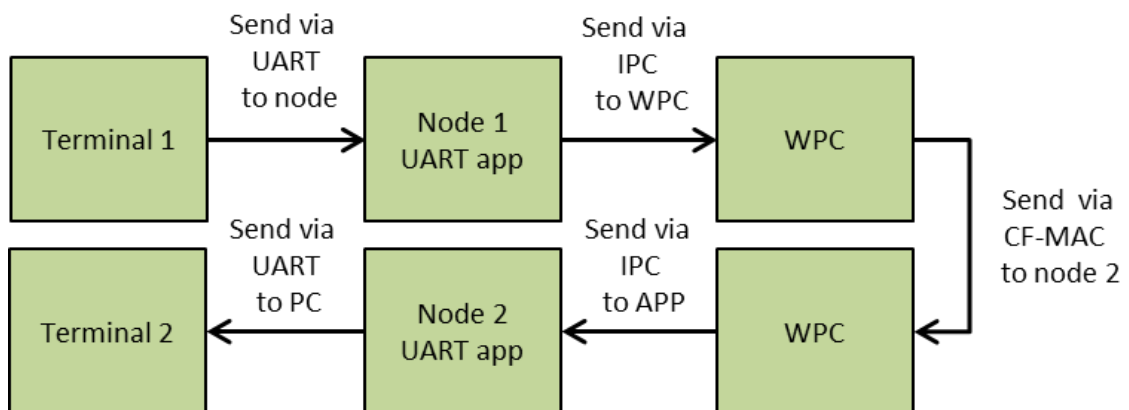 Send via
UART
to node
Send via
IPC
to WPC
Terminal 1
Node 1
UART app
WPC
Send via
CF-MAC
to node 2
Send via
UART
to PC
Send via
IPC
to APP
Terminal 2
Node 2
UART app
WPC